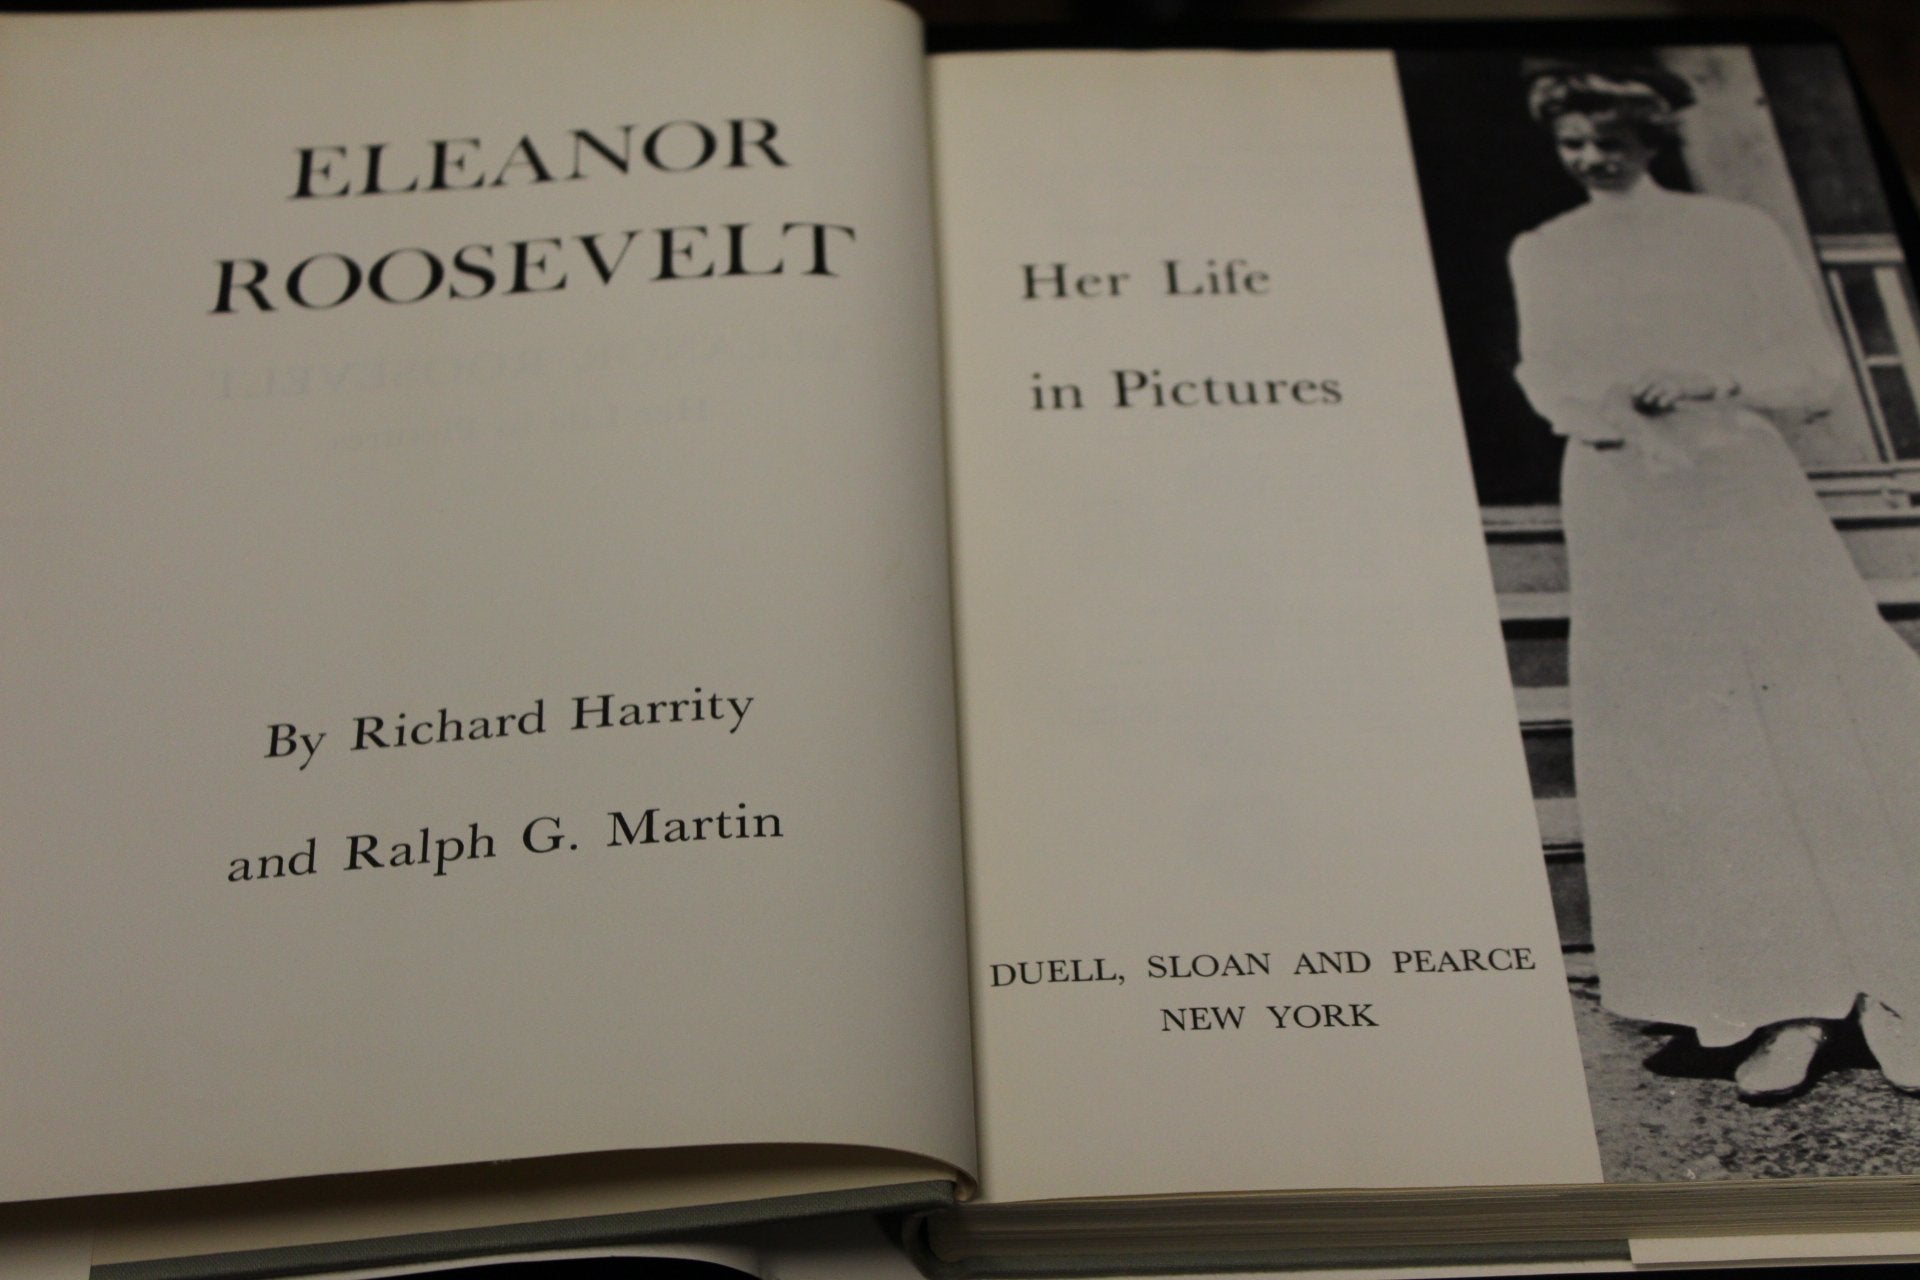 ELEANOR
ROOSEVELT
By Richard Harrity
and Ralph G. Martin
Her Life
in Pictures
DUELL, SLOAN AND PEARCE
NEW YORK